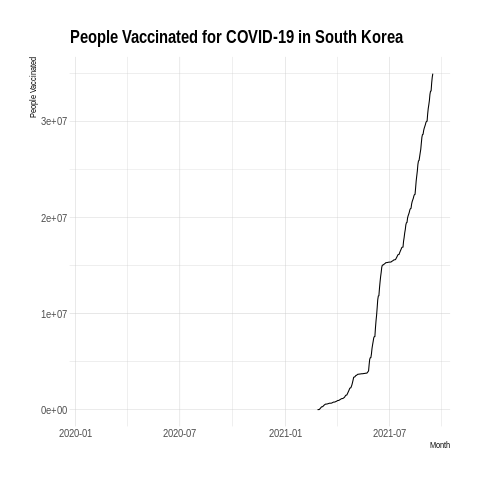 People Vaccinated for COVID-19 in South Korea
People Vaccinated
3e+07
2e+07
1e+07
0e+00
2020-01 2020-07 2021-01 2021-07
Month